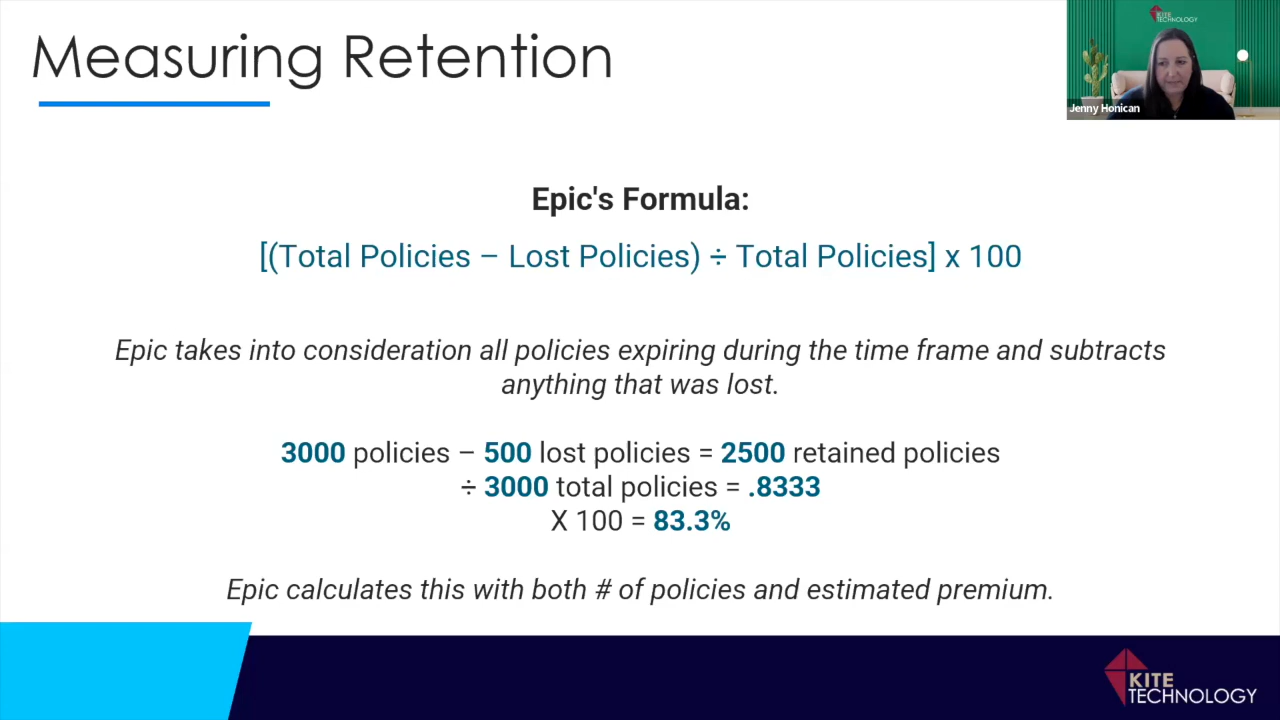 Measuring Retention
KITE
TECHNOLOGY
Jenny Honican
Epic's Formula:
[(Total Policies – Lost Policies) ÷ Total Policies] x 100
Epic takes into consideration all policies expiring during the time frame and subtracts
anything that was lost.
3000 policies – 500 lost policies = 2500 retained policies
÷ 3000 total policies = .8333
X 100 = 83.3%
Epic calculates this with both # of policies and estimated premium.
KITE
TECHNOLOGY